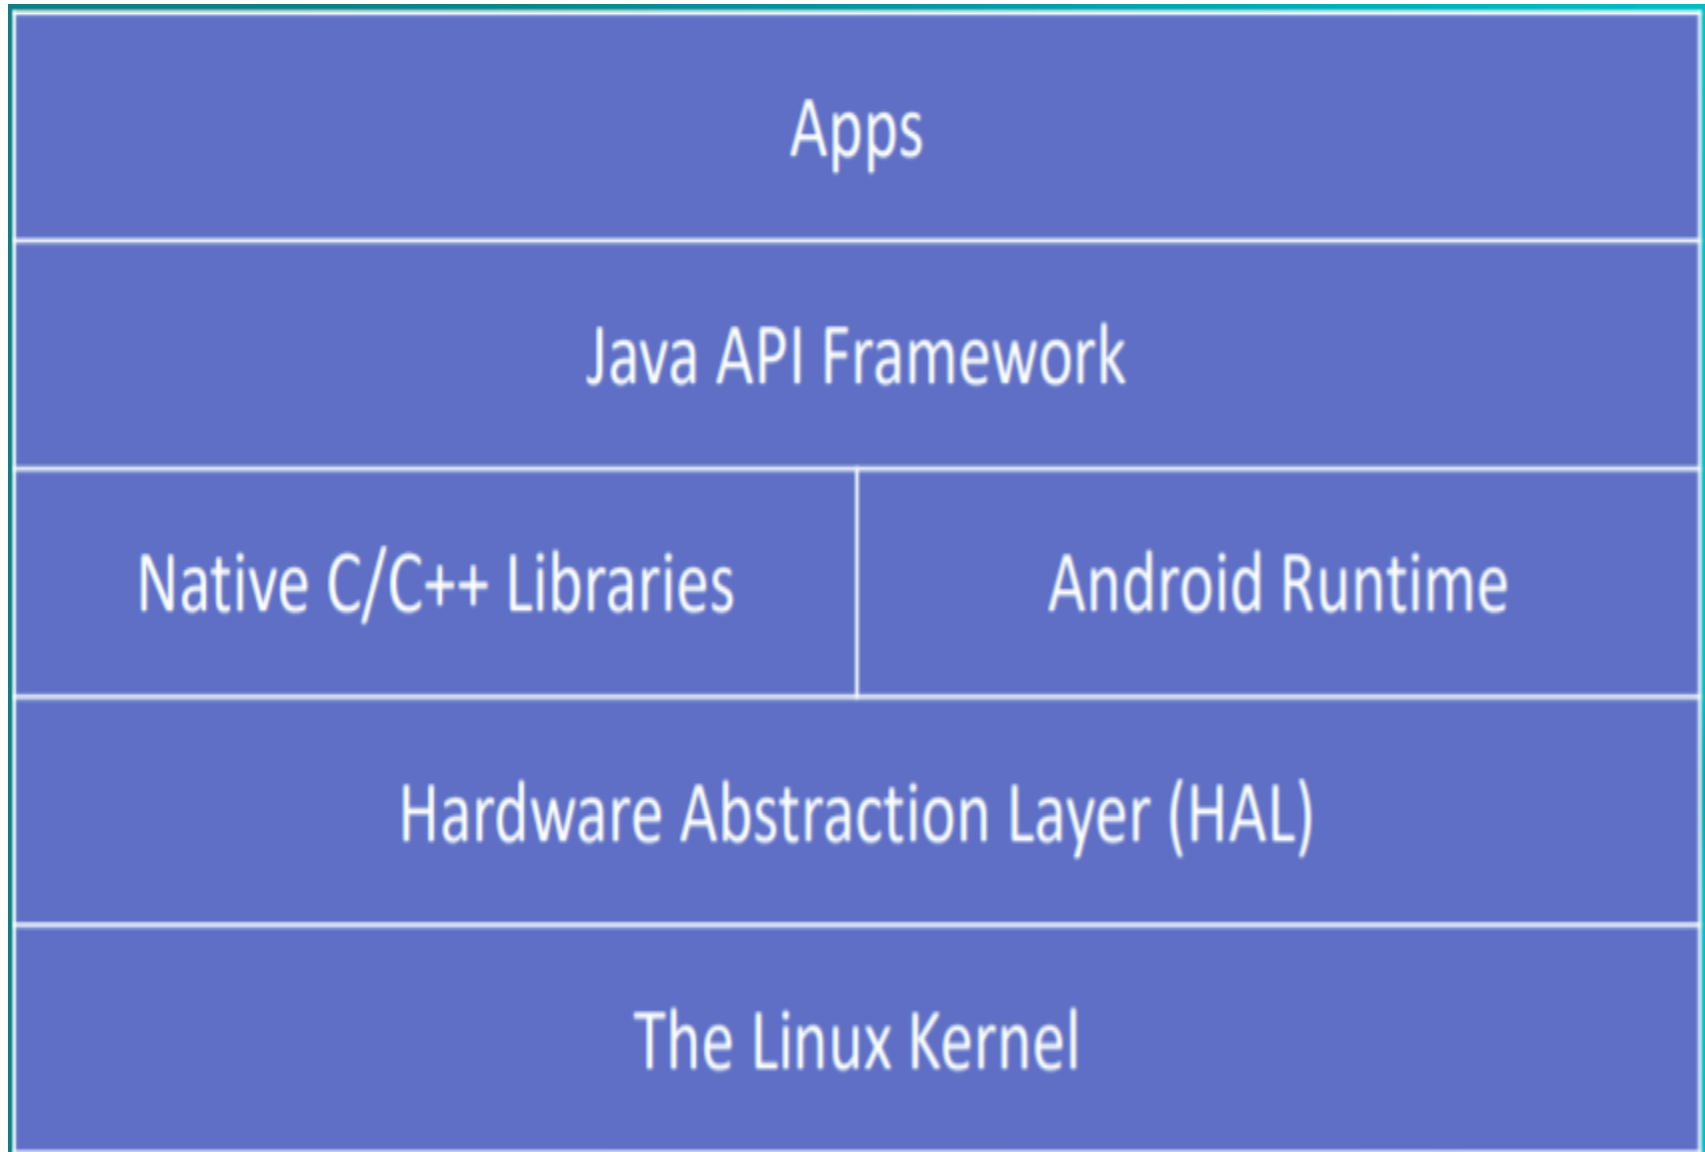 Apps
Java API Framework
Native C/C++ Libraries
Android Runtime
Hardware Abstraction Layer (HAL)
The Linux Kernel